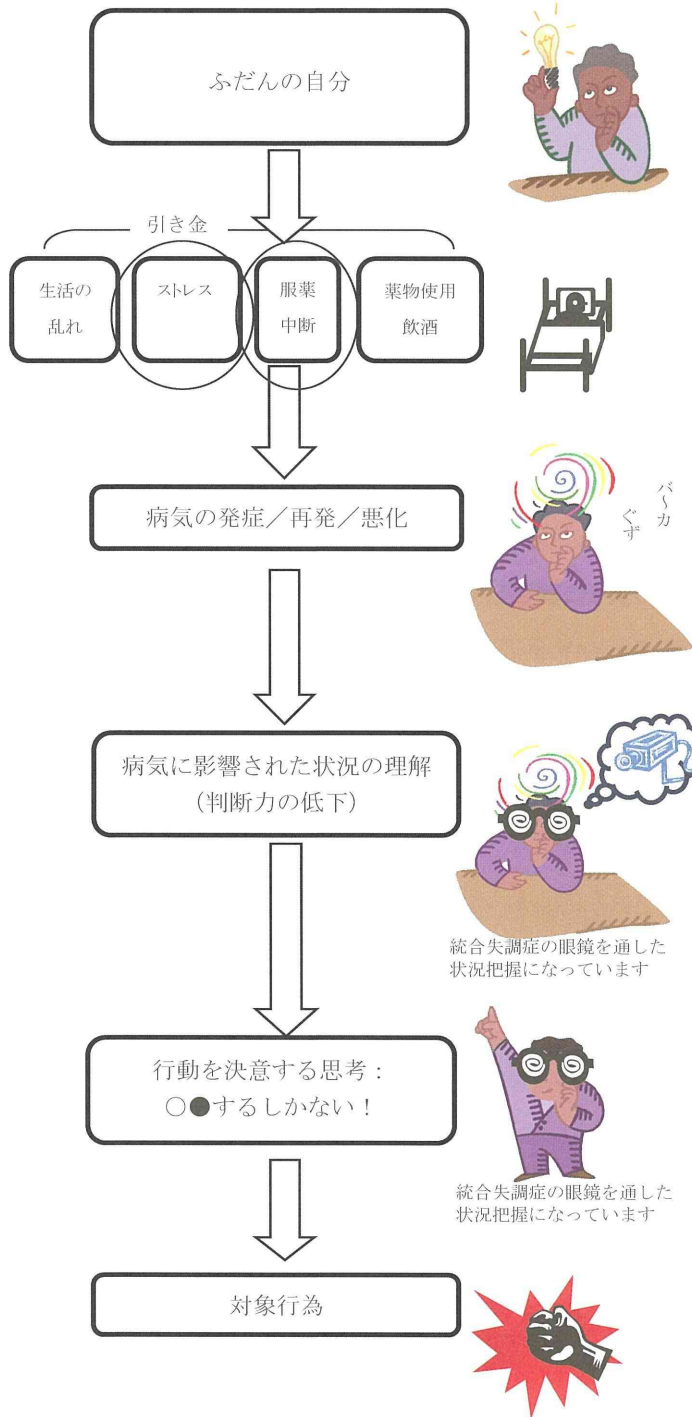 ふだんの自分
引き金
生活の
乱れ
ストレス
服薬
中断
薬物使用
飲酒
病気の発症／再発／悪化
バ～カ
ぐず
病気に影響された状況の理解
（判断力の低下）
統合失調症の眼鏡を通した
状況把握になっています
行動を決意する思考：
○●するしかない！
統合失調症の眼鏡を通した
状況把握になっています
対象行為